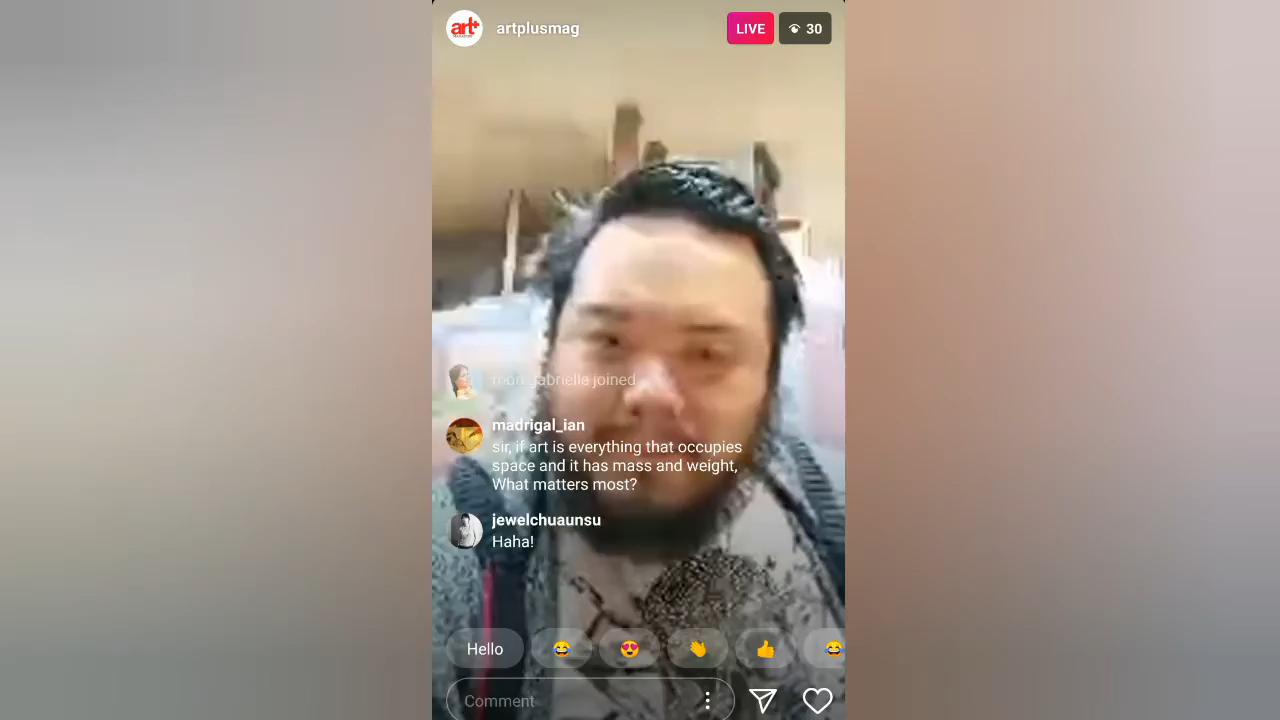 art+
artplusmag
LIVE
30
joined
madrigal_ian
sir, if art is everything that occupies
space and it has mass and weight,
What matters most?
jewelchuaunsu
Haha!
Hello
Comment